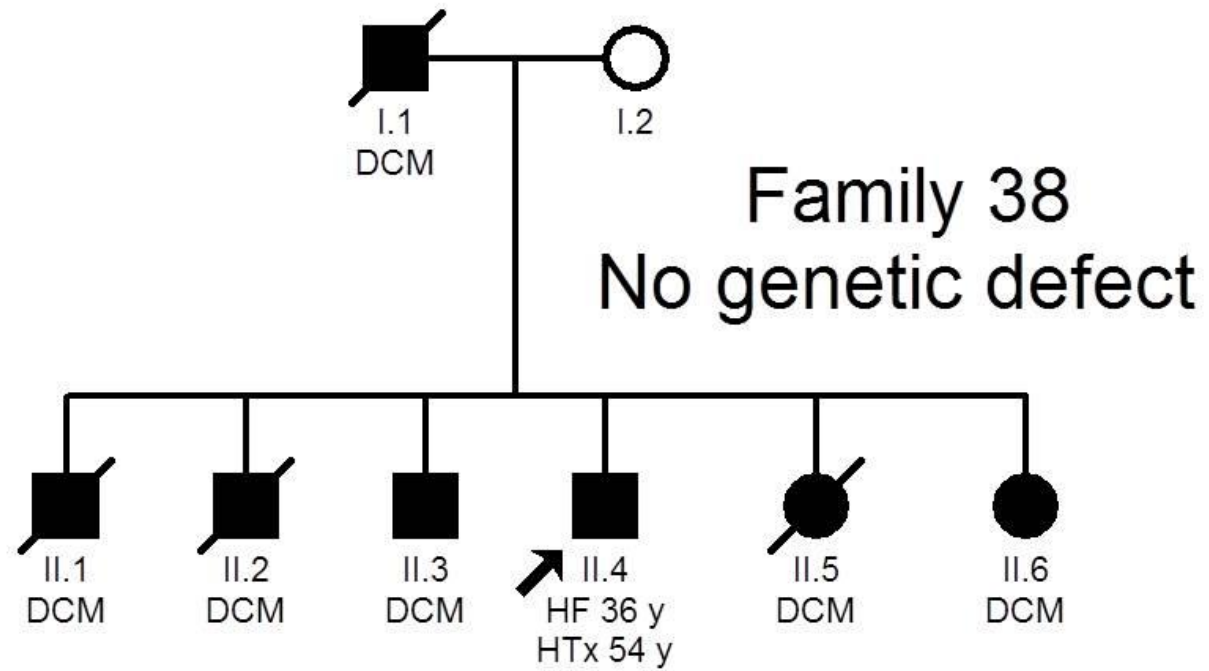 I.1
DCM
I.2
Family 38
No genetic defect
II.1
DCM
II.2
DCM
II.3
DCM
II.4
HF 36 y
HTx 54 y
II.5
DCM
II.6
DCM